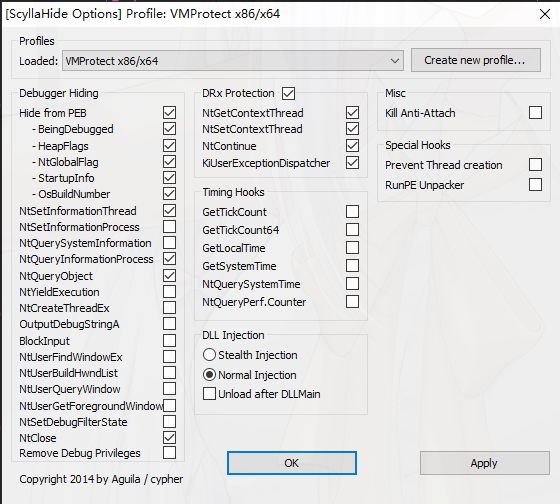 [ScyllaHide Options] Profile: VMProtect x86/x64
Profiles
Loaded: VMProtect x86/x64
Create new profile...
Debugger Hiding
Hide from PEB
- BeingDebugged
- HeapFlags
- NtGlobalFlag
- StartupInfo
- OsBuildNumber
NtSetInformationThread
NtSetInformationProcess
NtQuerySystemInformation
NtQueryInformationProcess
NtQueryObject
NtYieldExecution
NtCreateThreadEx
OutputDebugStringA
BlockInput
NtUserFindWindowEx
NtUserBuildHwndList
NtUserQueryWindow
NtUserGetForegroundWindow
NtSetDebugFilterState
NtClose
Remove Debug Privileges
DRx Protection
NtGetContextThread
NtSetContextThread
NtContinue
KiUserExceptionDispatcher
Timing Hooks
GetTickCount
GetTickCount64
GetLocalTime
GetSystemTime
NtQuerySystemTime
NtQueryPerf.Counter
DLL Injection
Stealth Injection
Normal Injection
Unload after DLLMain
Misc
Kill Anti-Attach
Special Hooks
Prevent Thread creation
RunPE Unpacker
OK
Apply
Copyright 2014 by Aguila / cypher